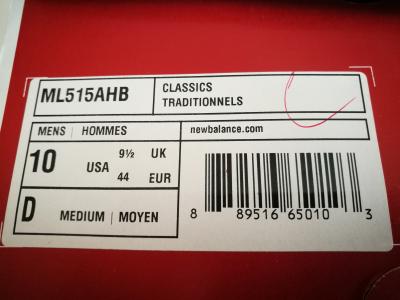 ML515AHB
CLASSICS
TRADITIONNELS
MENS | HOMMES
newbalance.com
10 USA 9½ UK
44 EUR
D MEDIUM | MOYEN
8 89516 65010 3